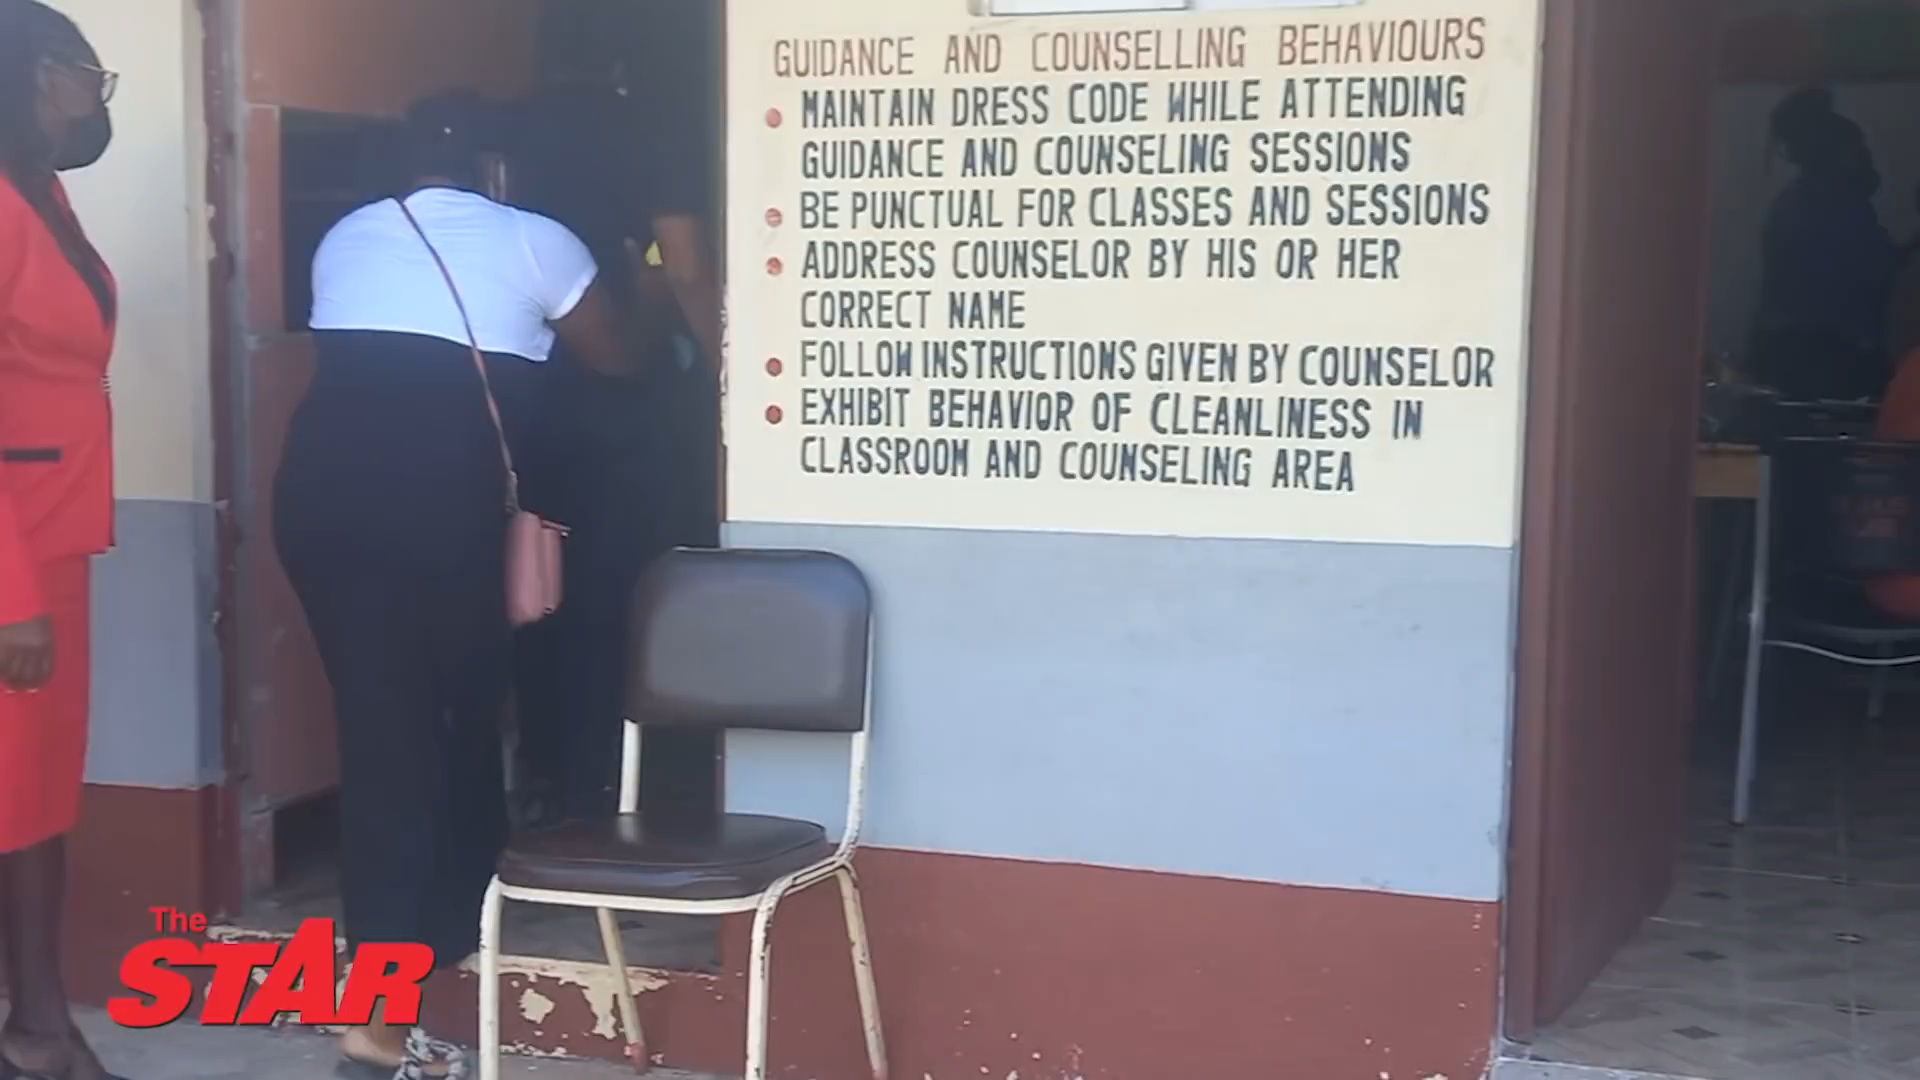 GUIDANCE AND COUNSELLING BEHAVIOURS
• MAINTAIN DRESS CODE WHILE ATTENDING
GUIDANCE AND COUNSELING SESSIONS
• BE PUNCTUAL FOR CLASSES AND SESSIONS
• ADDRESS COUNSELOR BY HIS OR HER
CORRECT NAME
• FOLLOW INSTRUCTIONS GIVEN BY COUNSELOR
• EXHIBIT BEHAVIOR OF CLEANLINESS IN
CLASSROOM AND COUNSELING AREA
The
STAR